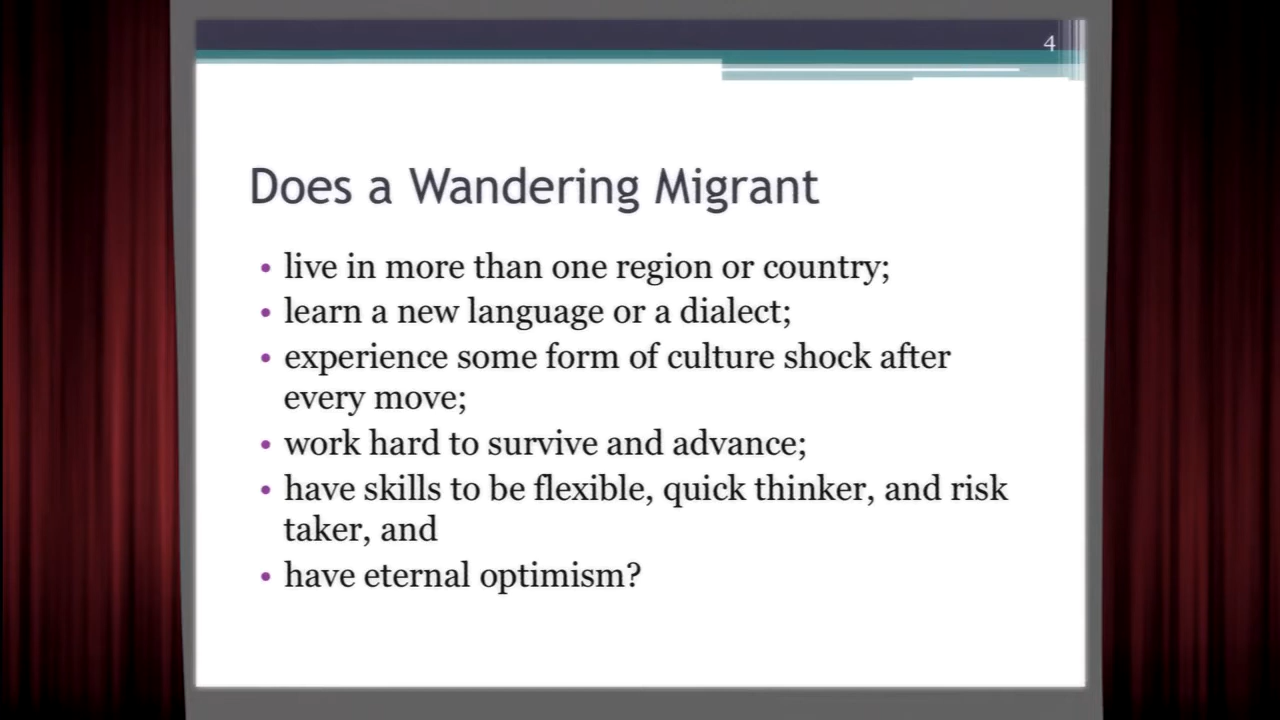 4
Does a Wandering Migrant
• live in more than one region or country;
• learn a new language or a dialect;
• experience some form of culture shock after
every move;
• work hard to survive and advance;
• have skills to be flexible, quick thinker, and risk
taker, and
• have eternal optimism?